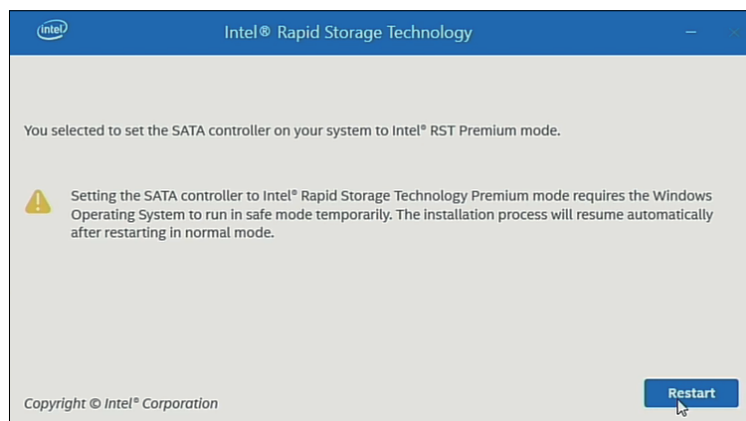 intel
Intel® Rapid Storage Technology
You selected to set the SATA controller on your system to Intel® RST Premium mode.
Setting the SATA controller to Intel® Rapid Storage Technology Premium mode requires the Windows
Operating System to run in safe mode temporarily. The installation process will resume automatically
after restarting in normal mode.
Restart
Copyright © Intel® Corporation